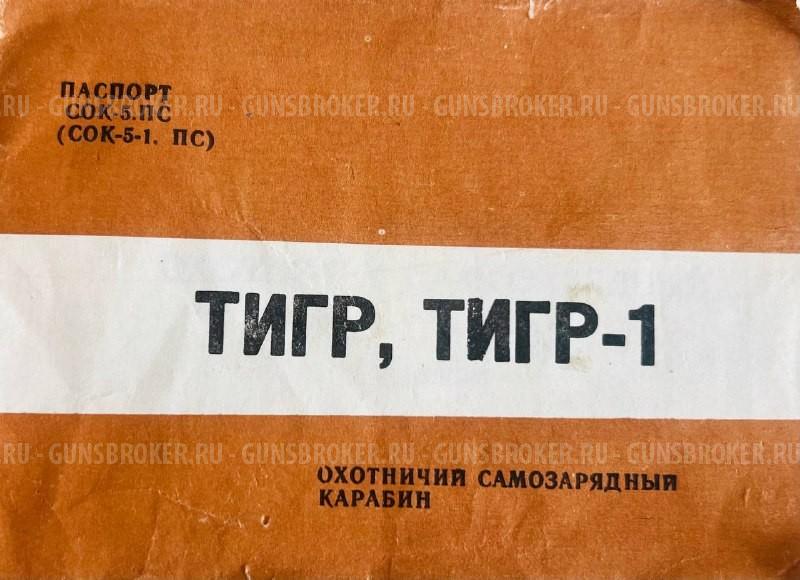 ПАСПОРТ
СОК-5.ПС
RU - GUNSBROKER.RU - GUNSBROKER.RU - GUNSBROKER.RU - GUNSBROKER.RU
(СОК-5-1. ПС)
ТИГР, ТИГР-1
RU - GUNSBROKER.RU - GUNSBROKER.RU - GUNSBROKER.RU - GUNSBROKER.RU
ОХОТНИЧИЙ САМОЗАРЯДНЫЙ
КАРАБИН